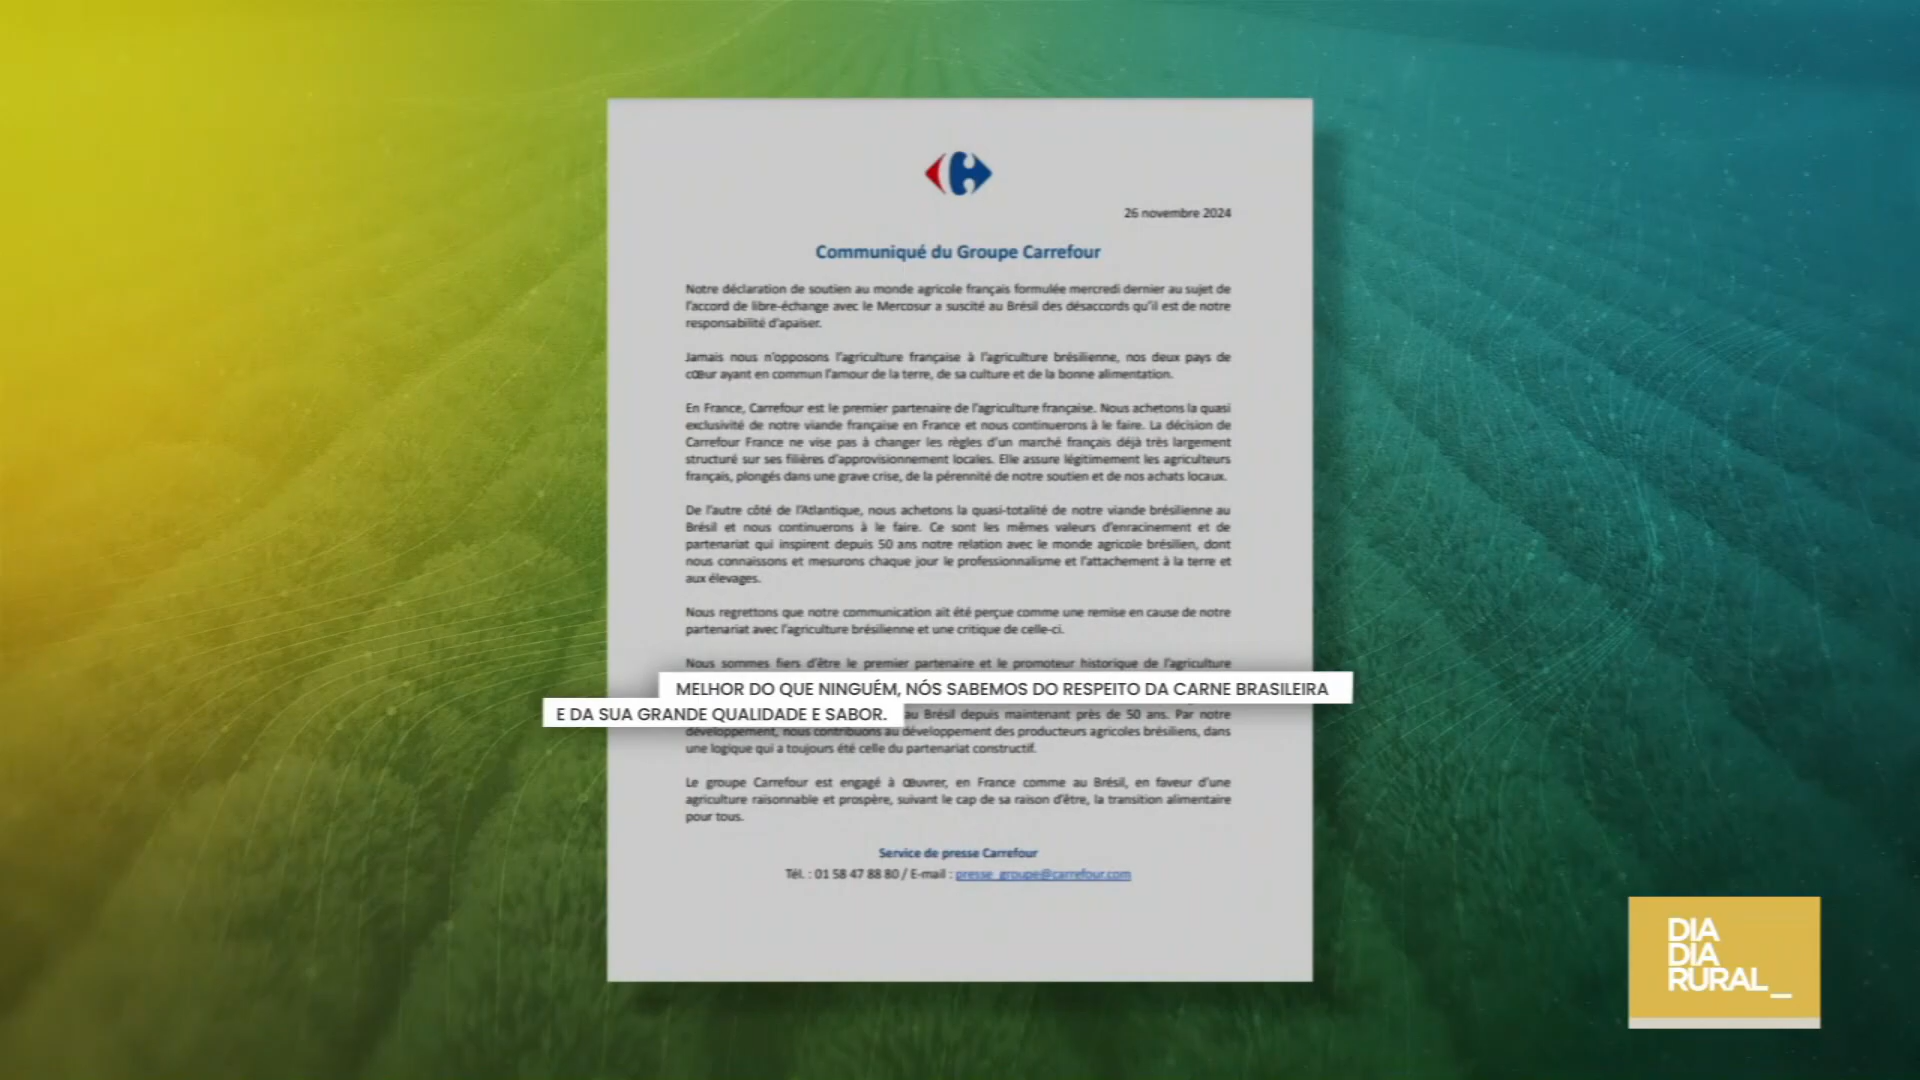 26 novembre 2024
Communiqué du Groupe Carrefour
Notre déclaration de soutien au monde agricole français formulée mercredi dernier au sujet de
l'accord de libre-échange avec le Mercosur a suscité au Brésil des désaccords qu'il est de notre
responsabilité d'apaiser.
Jamais nous n'opposons l'agriculture française à l'agriculture brésilienne, nos deux pays de
cœur ayant en commun l'amour de la terre, de sa culture et de la bonne alimentation.
En France, Carrefour est le premier partenaire de l'agriculture française. Nous achetons la quasi
exclusivité de notre viande française en France et nous continuerons à le faire. La décision de
Carrefour France ne vise pas à changer les règles d'un marché français déjà très largement
structuré sur ses filières d'approvisionnement locales. Elle assure légitimement les agriculteurs
français, plongés dans une grave crise, de la pérennité de notre soutien et de nos achats locaux.
De l'autre côté de l'Atlantique, nous achetons la quasi-totalité de notre viande brésilienne au
Brésil et nous continuerons à le faire. Ce sont les mêmes valeurs d'enracinement et de
partenariat qui inspirent depuis 50 ans notre relation avec le monde agricole brésilien, dont
nous connaissons et mesurons chaque jour le professionnalisme et l'attachement à la terre et
aux élevages.
Nous regrettons que notre communication ait été perçue comme une remise en cause de notre
partenariat avec l'agriculture brésilienne et une critique de celle-ci.
Nous sommes fiers d'être le premier partenaire et le promoteur historique de l'agriculture
MELHOR DO QUE NINGUÉM, NÓS SABEMOS DO RESPEITO DA CARNE BRASILEIRA
E DA SUA GRANDE QUALIDADE E SABOR.
au Brésil depuis maintenant près de 50 ans. Par notre
développement, nous contribuons au développement des producteurs agricoles brésiliens, dans
une logique qui a toujours été celle du partenariat constructif.
Le groupe Carrefour est engagé à œuvrer, en France comme au Brésil, en faveur d'une
agriculture raisonnable et prospère, suivant le cap de sa raison d'être, la transition alimentaire
pour tous.
Service de presse Carrefour
Tél. : 01 58 47 88 80 / E-mail : presse_groupe@carrefour.com
DIA
DIA
RURAL_